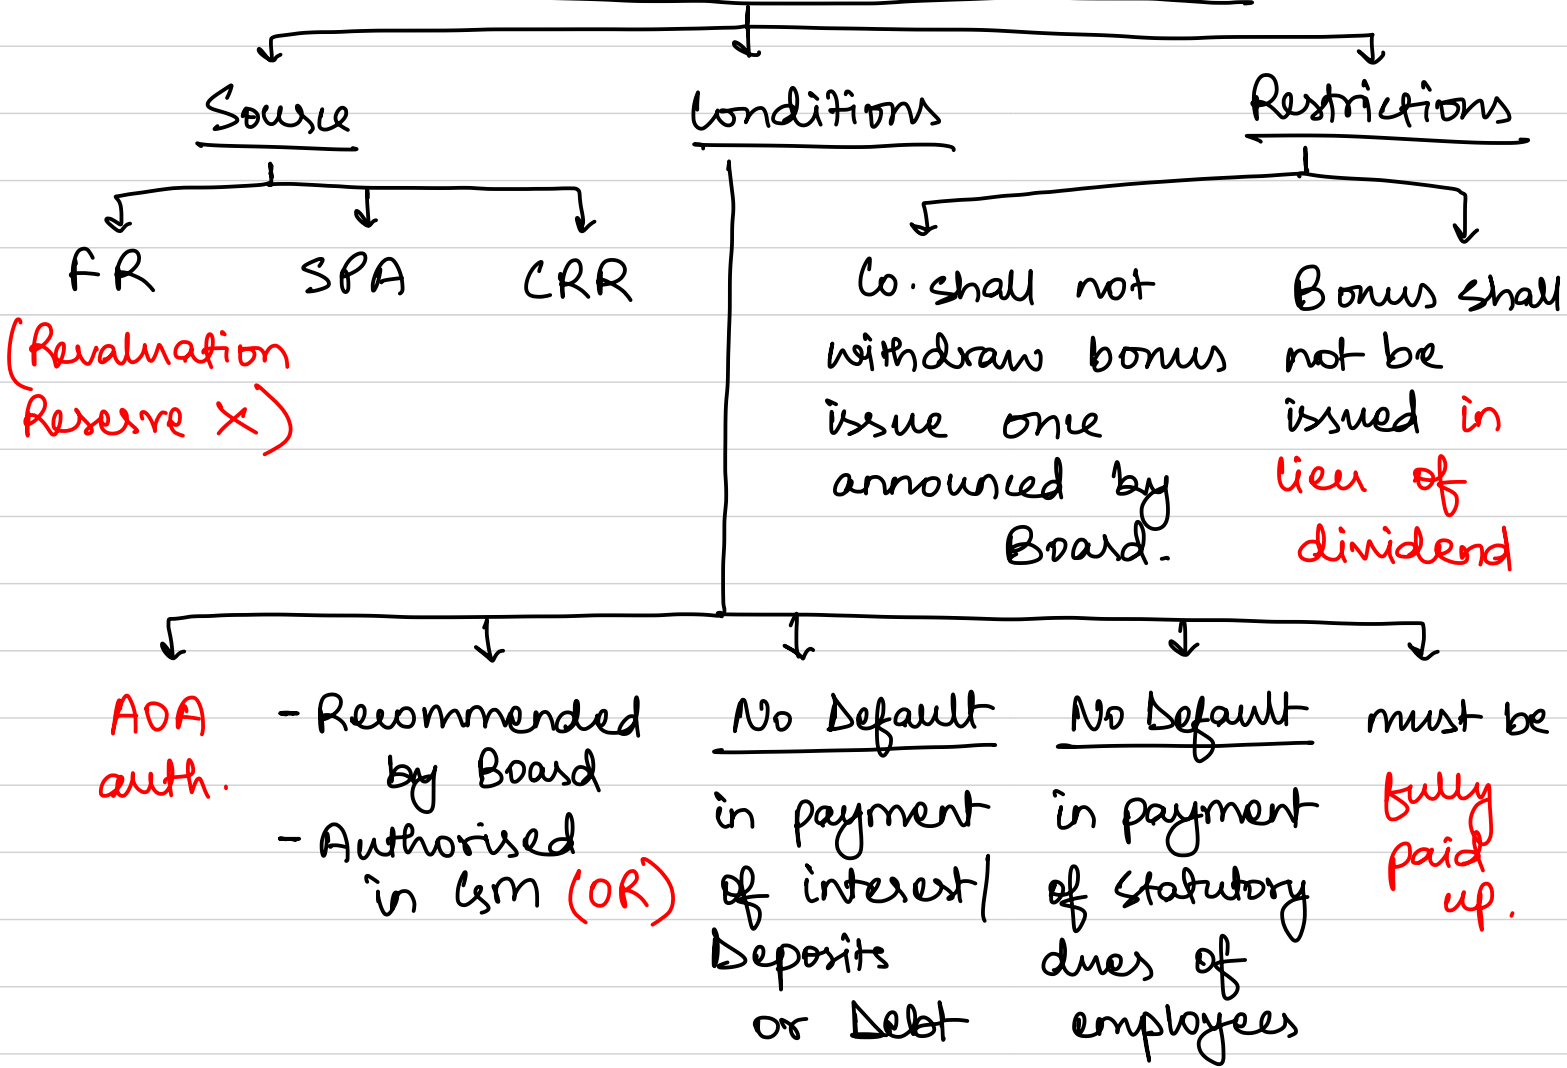 Source
Conditions
Restrictions
FR
SPA
CRR
(Revaluation
Reserve X)
Co. shall not
withdraw bonus
issue once
announced by
Board.
Bonus shall
not be
issued in
lieu of
dividend
AOA
auth.
- Recommended
by Board
- Authorised
in GM (OR)
No Default
in payment
of interest/
Deposits
or Debt
No Default
in payment
of statutory
dues of
employees
must be
fully
paid
up.